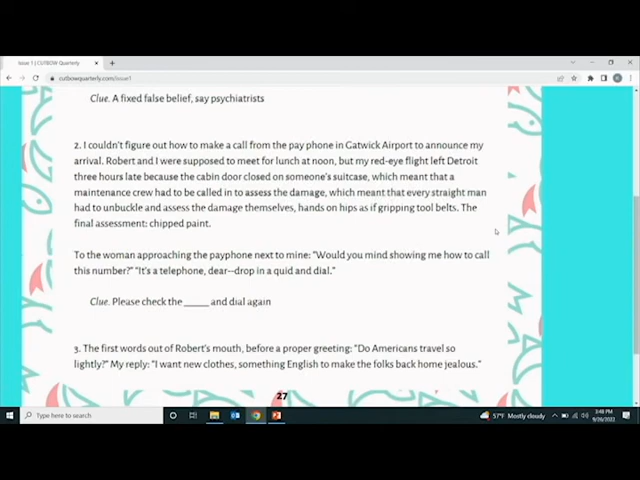 Issue 1 | CUTBOW Quarterly
cutbowquarterly.com/issue1
Clue. A fixed false belief, say psychiatrists
2. I couldn't figure out how to make a call from the pay phone in Gatwick Airport to announce my
arrival. Robert and I were supposed to meet for lunch at noon, but my red-eye flight left Detroit
three hours late because the cabin door closed on someone's suitcase, which meant that a
maintenance crew had to be called in to assess the damage, which meant that every straight man
had to unbuckle and assess the damage themselves, hands on hips as if gripping tool belts. The
final assessment: chipped paint.
To the woman approaching the payphone next to mine: "Would you mind showing me how to call
this number?" "It's a telephone, dear--drop in a quid and dial."
Clue. Please check the _____ and dial again
3. The first words out of Robert's mouth, before a proper greeting: "Do Americans travel so
lightly?" My reply: "I want new clothes, something English to make the folks back home jealous."
27
Type here to search
57°F Mostly cloudy
3:48 PM
9/26/2022